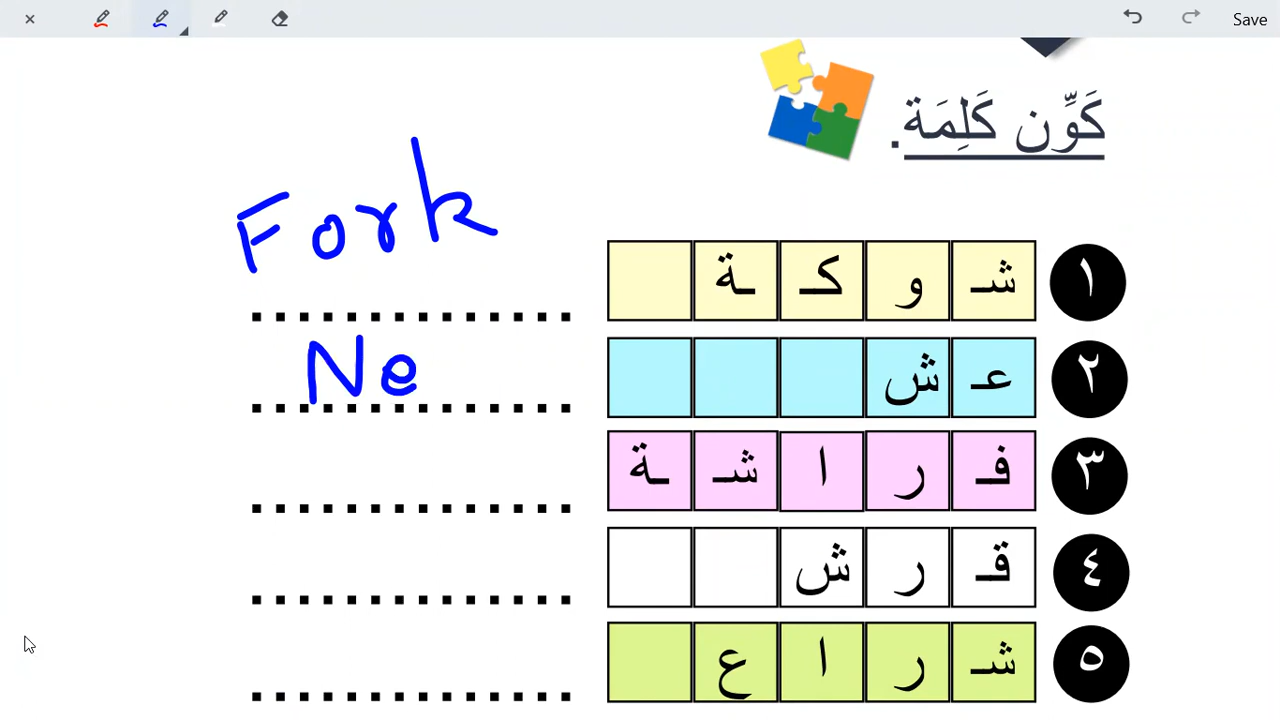 Save
كَوِّن كَلِمَة.
Fork
١ شـ و كـ ـة
Ne
٢ عـ ش
٣ فـ ر ا شـ ـة
٤ قـ ر ش
٥ شـ ر ا ع